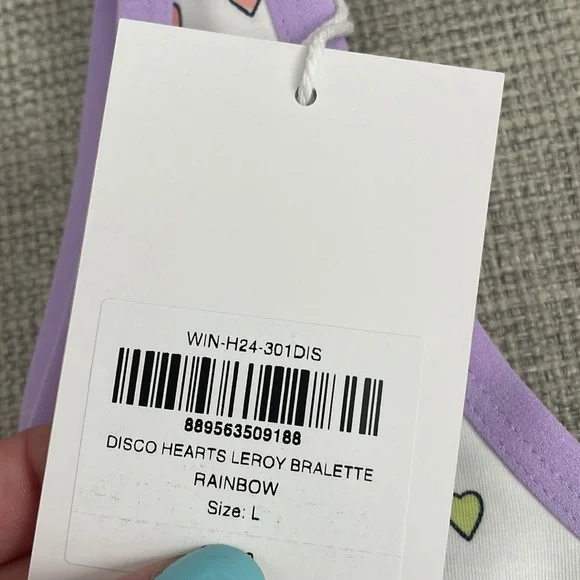 WIN-H24-301DIS
889563509188
DISCO HEARTS LEROY BRALETTE
RAINBOW
Size: L